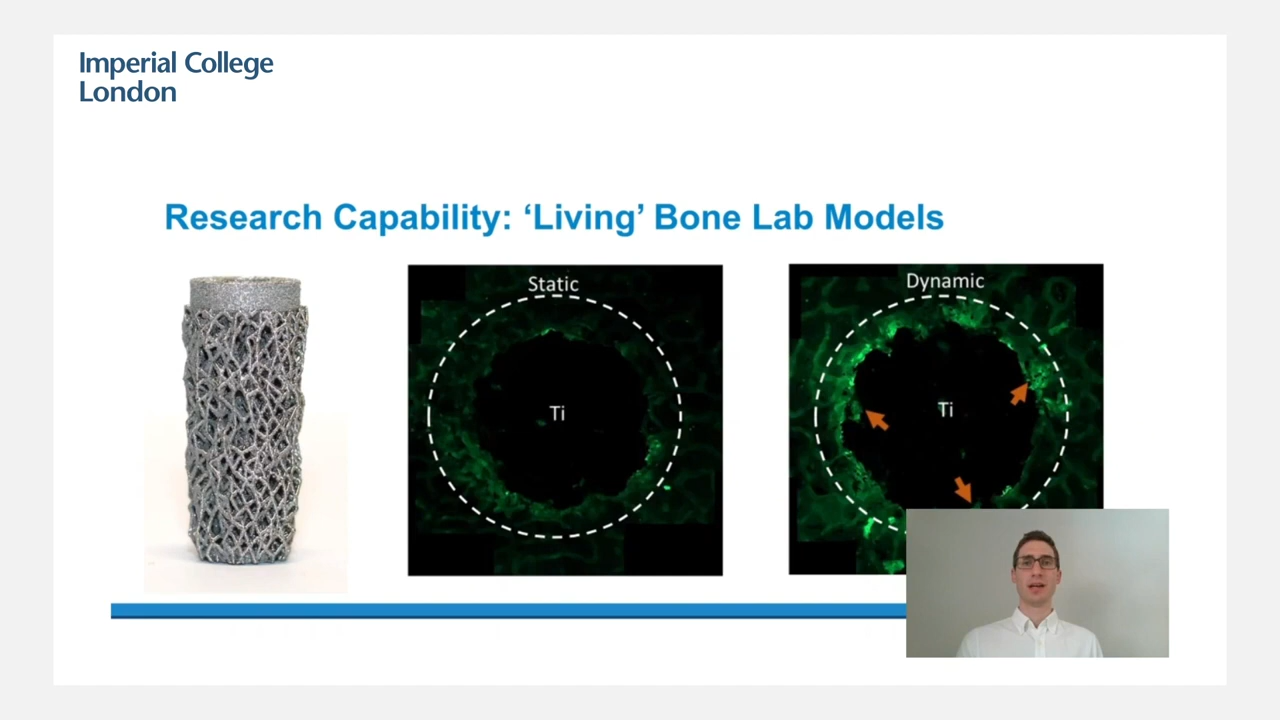 Imperial College
London
Research Capability: ‘Living’ Bone Lab Models
Static
Ti
Dynamic
Ti